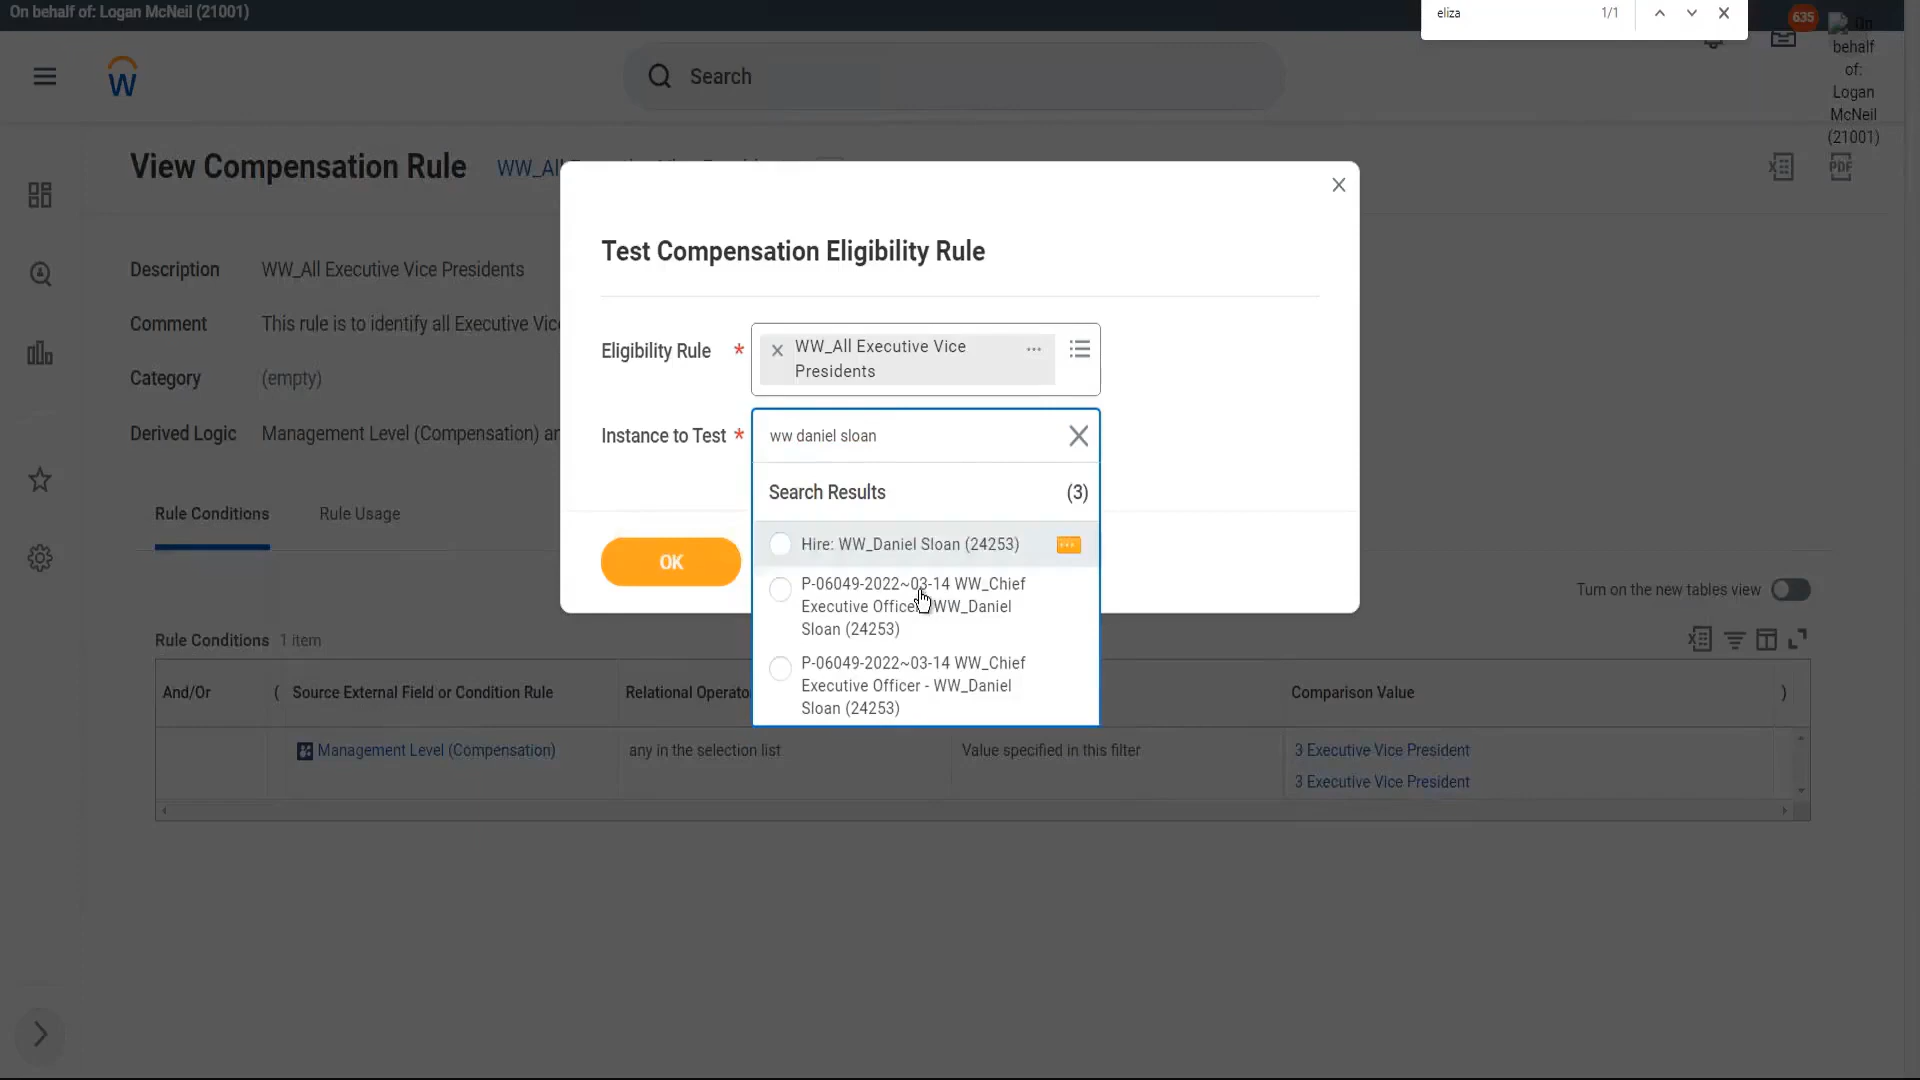 On behalf of: Logan McNeil (21001)
eliza
1/1
635
On
behalf
of:
Logan
McNeil
(21001)
W
Search
View Compensation Rule
WW_All
PDF
Description
WW_All Executive Vice Presidents
Comment
This rule is to identify all Executive Vic
Category
(empty)
Derived Logic
Management Level (Compensation) an
Test Compensation Eligibility Rule
Eligibility Rule *
WW_All Executive Vice
Presidents
Instance to Test *
ww daniel sloan
Search Results
(3)
Hire: WW_Daniel Sloan (24253)
P-06049-2022~03-14 WW_Chief
Executive Officer WW_Daniel
Sloan (24253)
P-06049-2022~03-14 WW_Chief
Executive Officer - WW_Daniel
Sloan (24253)
OK
Rule Conditions
Rule Usage
Turn on the new tables view
Rule Conditions 1 item
And/Or
(
Source External Field or Condition Rule
Relational Operato
Comparison Value
)
Management Level (Compensation)
any in the selection list
Value specified in this filter
3 Executive Vice President
3 Executive Vice President